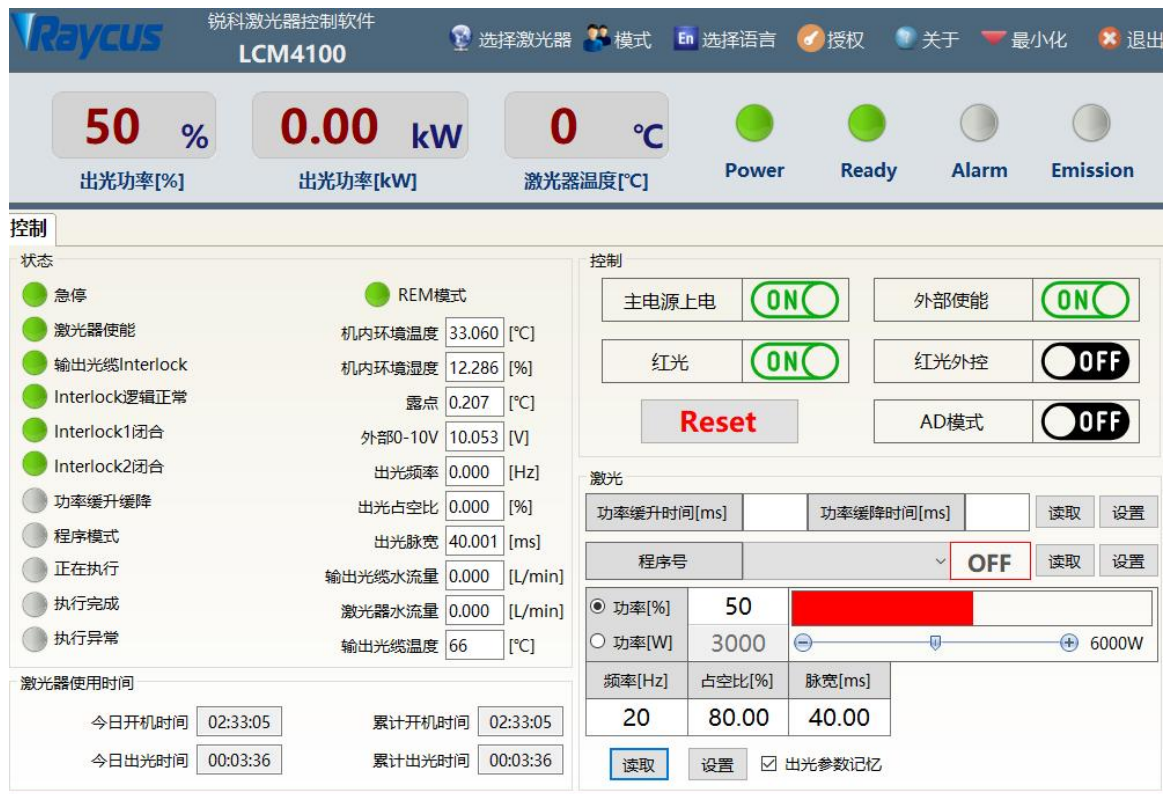 Raycus 锐科激光器控制软件
LCM4100
选择激光器 模式 En 选择语言 授权 关于 最小化 退出
50 % 0.00 kW 0 ℃
出光功率[%] 出光功率[kW] 激光器温度[℃] Power Ready Alarm Emission
控制
状态
急停 REM模式
激光器使能 机内环境温度 33.060 [℃]
输出光缆Interlock 机内环境湿度 12.286 [%]
Interlock逻辑正常 露点 0.207 [℃]
Interlock1闭合 外部0-10V 10.053 [V]
Interlock2闭合 出光频率 0.000 [Hz]
功率缓升缓降 出光占空比 0.000 [%]
程序模式 出光脉宽 40.001 [ms]
正在执行 输出光缆水流量 0.000 [L/min]
执行完成 激光器水流量 0.000 [L/min]
执行异常 输出光缆温度 66 [℃]
激光器使用时间
今日开机时间 02:33:05 累计开机时间 02:33:05
今日出光时间 00:03:36 累计出光时间 00:03:36
控制
主电源上电 ON 外部使能 ON
红光 ON 红光外控 OFF
Reset AD模式 OFF
激光
功率缓升时间[ms] 功率缓降时间[ms] 读取 设置
程序号 OFF 读取 设置
功率[%] 50
功率[W] 3000 6000W
频率[Hz] 占空比[%] 脉宽[ms]
20 80.00 40.00
读取 设置 出光参数记忆